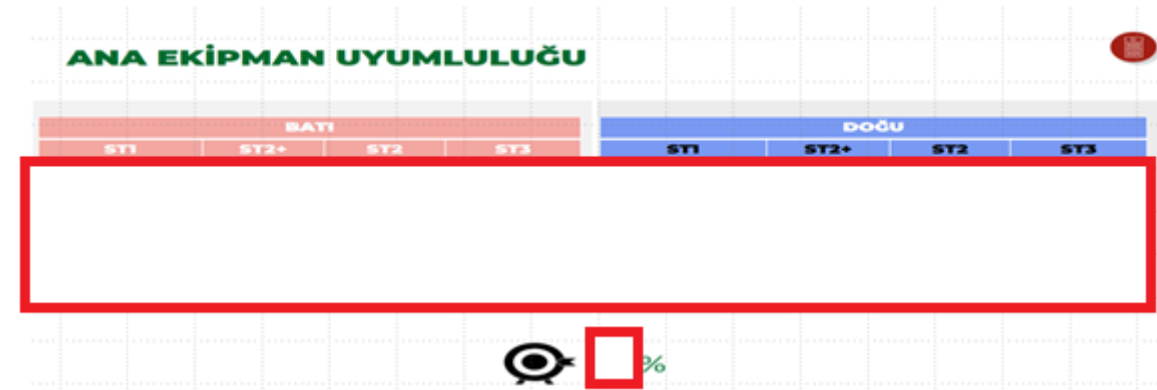 ANA EKİPMAN UYUMLULUĞU
BATI DOĞU
ST1 ST2+ ST2 ST3 ST1 ST2+ ST2 ST3
%